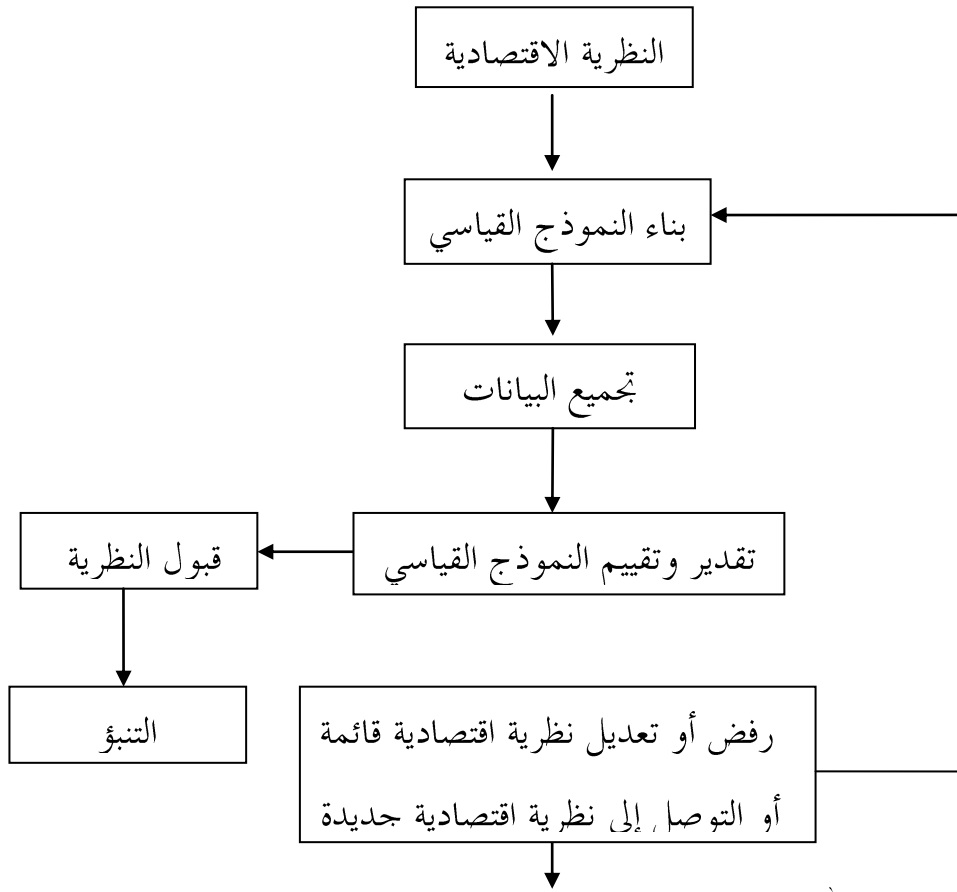 النظرية الاقتصادية
بناء النموذج القياسي
تجميع البيانات
تقدير وتقييم النموذج القياسي
قبول النظرية
التنبؤ
رفض أو تعديل نظرية اقتصادية قائمة
أو التوصل إلى نظرية اقتصادية جديدة